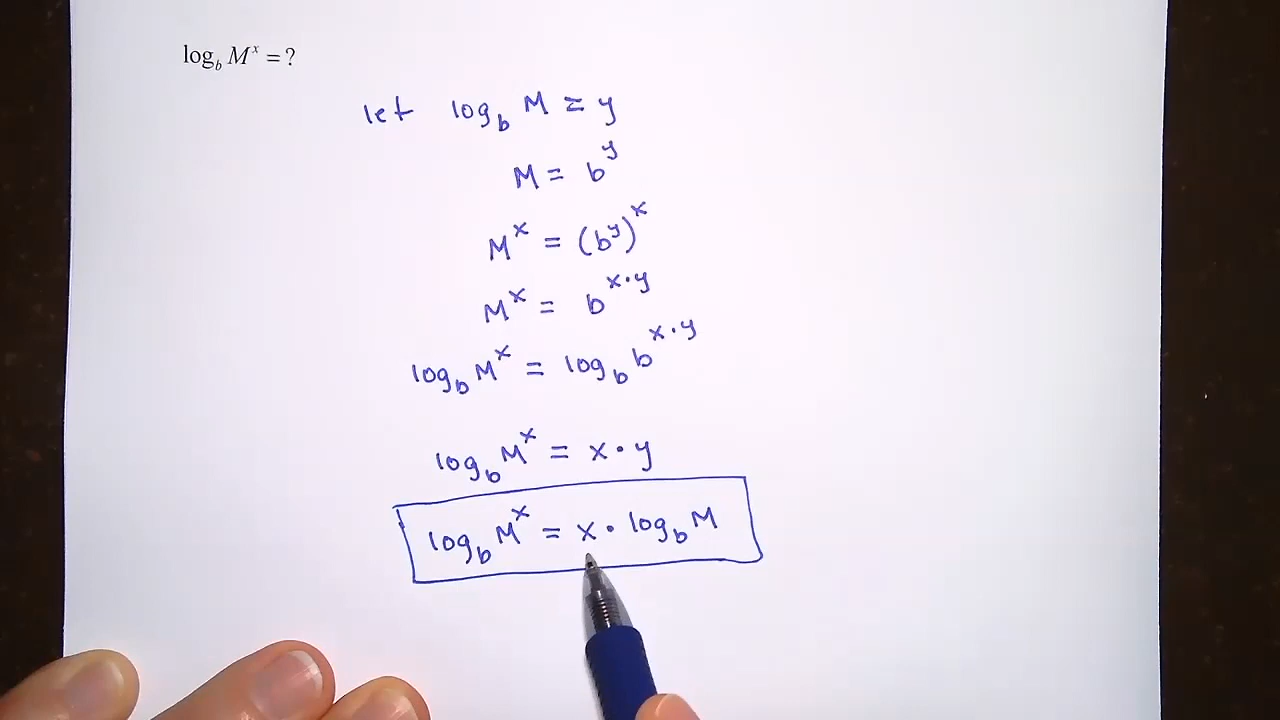 log_b M^x = ?
let log_b M = y
M = b^y
M^x = (b^y)^x
M^x = b^{x·y}
log_b M^x = log_b b^{x·y}
log_b M^x = x·y
log_b M^x = x·log_b M